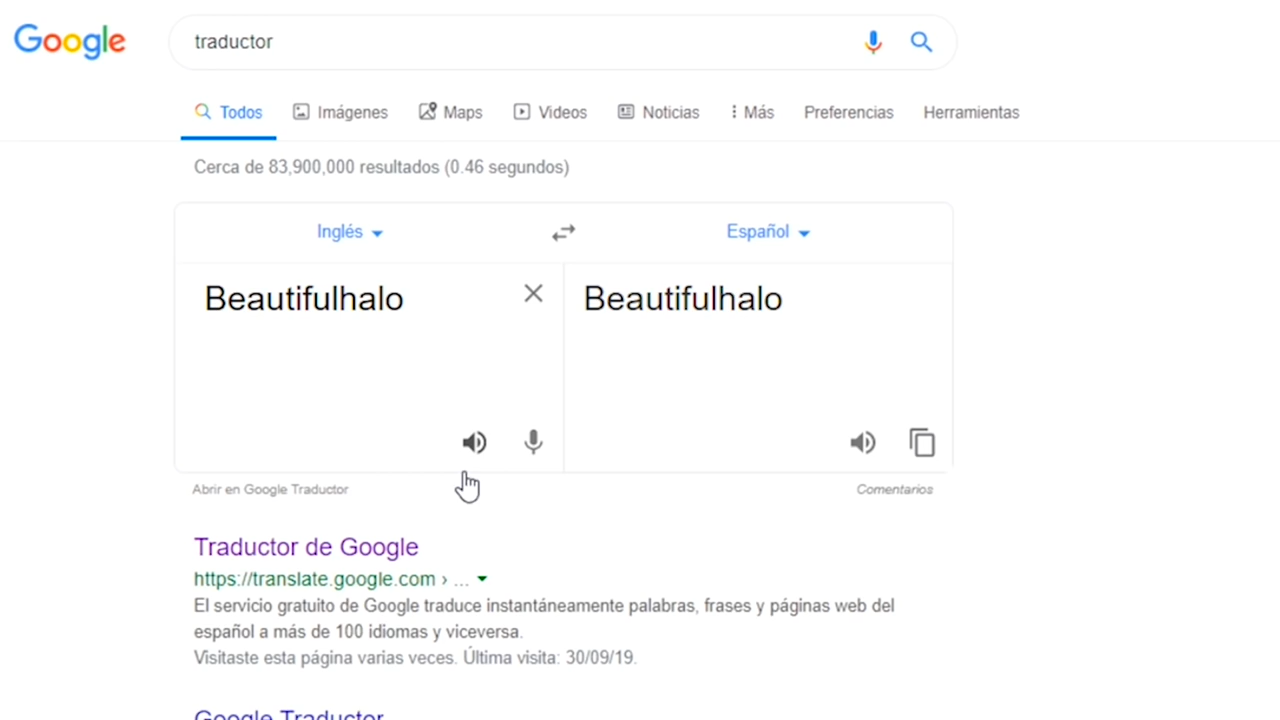 Google
traductor
Todos Imágenes Maps Videos Noticias Más Preferencias Herramientas
Cerca de 83,900,000 resultados (0.46 segundos)
Inglés Español
Beautifulhalo Beautifulhalo
Abrir en Google Traductor Comentarios
Traductor de Google
https://translate.google.com › ...
El servicio gratuito de Google traduce instantáneamente palabras, frases y páginas web del
español a más de 100 idiomas y viceversa.
Visitaste esta página varias veces. Última visita: 30/09/19.
Google Traductor